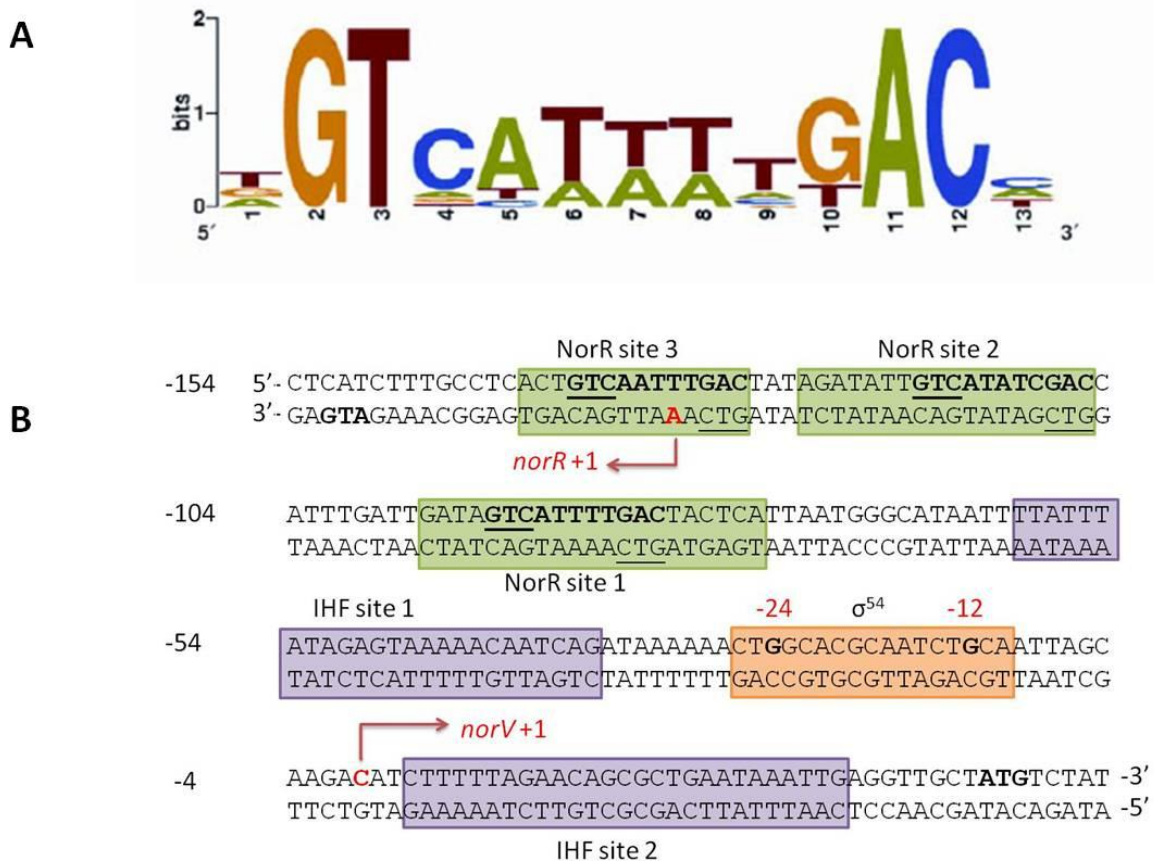 A
2
bits
1
0
T G T C A T T T T G A C C
1 2 3 4 5 6 7 8 9 10 11 12 13
5′ 3′
B
NorR site 3 NorR site 2
-154 5’- CTCATCTTTGCCTCACTGTCAATTTGACTATAGATATTGTCATATCGACC
3’- GAGTAGAAACGGAGTGACAGTTAAACTGATATCTATAACAGTATAGCTGG
norR +1
-104 ATTTGATTGATAGTCATTTTGACTACTCATTAATGGGCATAATTTTATTT
TAAACTAACTATCAGTAAAACTGATGAGTAATTACCCGTATTAAAATAAA
NorR site 1
IHF site 1 -24 σ54 -12
-54 ATAGAGTAAAAACAATCAGATAAAAAACTGGCACGCAATCTGCAATTAGC
TATCTCATTTTTGTTAGTCTATTTTTTGACCGTGCGTTAGACGTTAATCG
norV +1
-4 AAGACATCTTTTTAGAACAGCGCTGAATAAATTGAGGTTGCTATGTCTAT -3’
TTCTGTAGAAAAATCTTGTCGCGACTTATTTAACTCCAACGATACAGATA -5’
IHF site 2